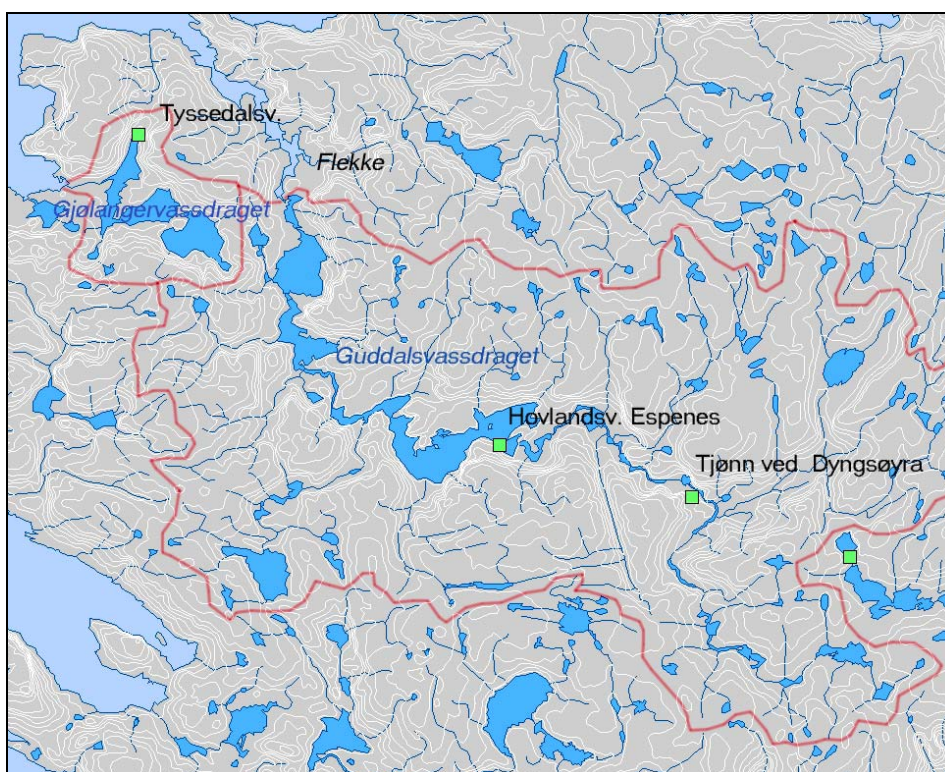 Tyssedalsv.
Flekke
Gjølangervassdraget
Guddalsvassdraget
Hovlandsv. Espenes
Tjønn ved Dyngsøyra